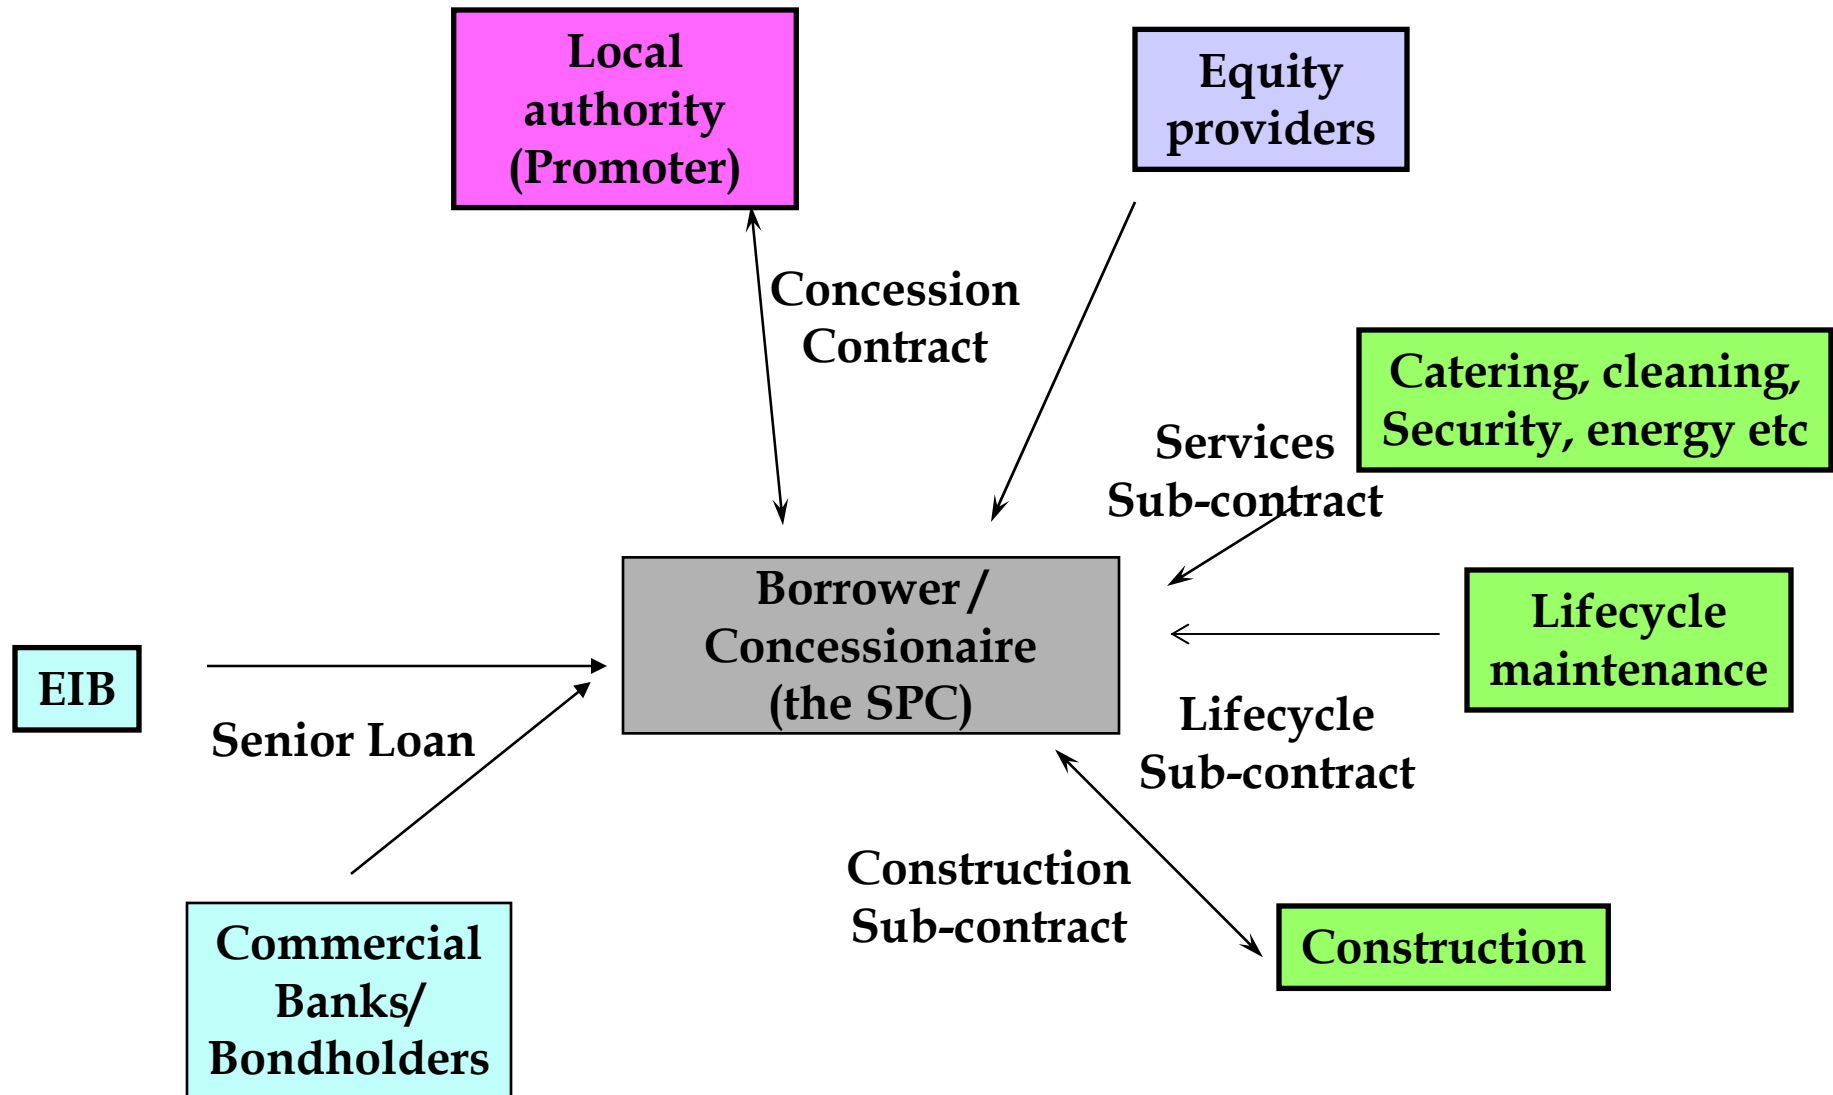 Local
authority
(Promoter)
Equity
providers
Concession
Contract
Catering, cleaning,
Security, energy etc
Services
Sub-contract
Borrower /
Concessionaire
(the SPC)
Lifecycle
maintenance
EIB
Senior Loan
Lifecycle
Sub-contract
Construction
Sub-contract
Construction
Commercial
Banks/
Bondholders